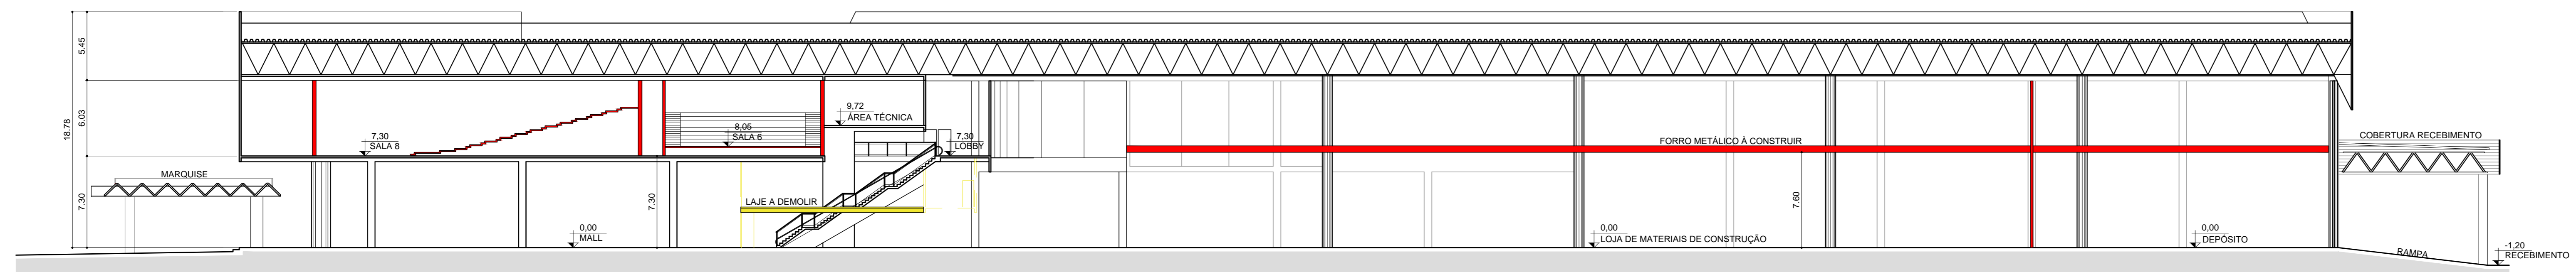 5.45
6.03
18.78
7.30
MARQUISE
7,30
SALA 8
8,05
SALA 6
9,72
ÁREA TÉCNICA
7,30
LOBBY
LAJE A DEMOLIR
7.30
0,00
MALL
FORRO METÁLICO À CONSTRUIR
7.60
0,00
LOJA DE MATERIAIS DE CONSTRUÇÃO
0,00
DEPÓSITO
COBERTURA RECEBIMENTO
RAMPA
-1,20
RECEBIMENTO